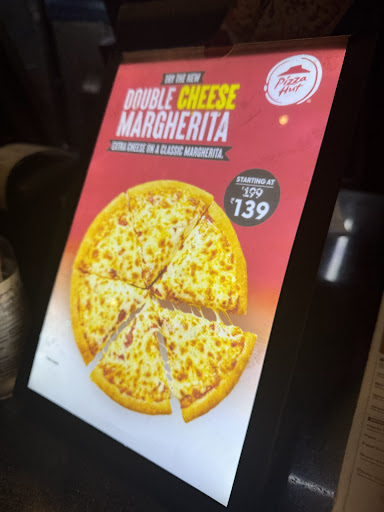 TRY THE NEW
DOUBLE CHEESE
MARGHERITA
EXTRA CHEESE ON A CLASSIC MARGHERITA.
Pizza
Hut
STARTING AT
₹199
₹139